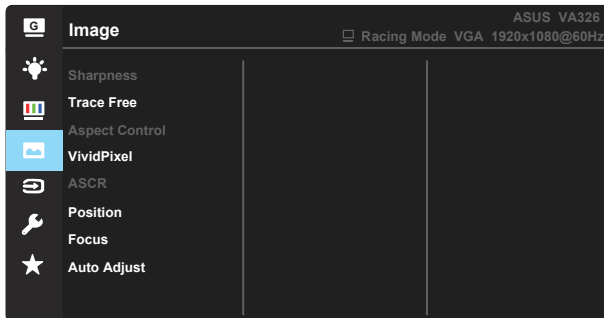 G
Image
ASUS VA326
Racing Mode VGA 1920x1080@60Hz
Sharpness
Trace Free
Aspect Control
VividPixel
ASCR
Position
Focus
Auto Adjust